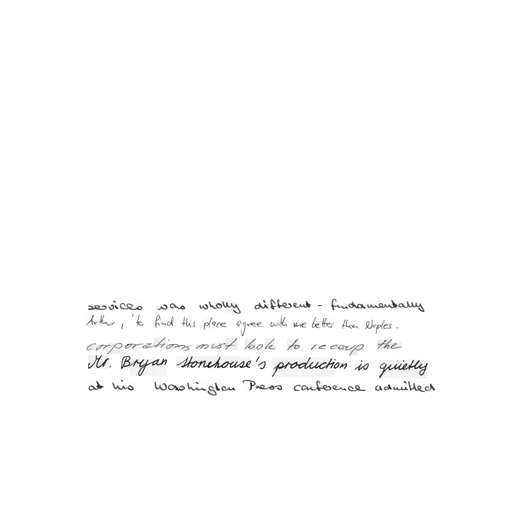 services was wholly different - fundamentally
Arthur, 'to find this place agree with me better than Naples.
corporations must look to recoup the
Mr. Bryan Stonehouse's production is quietly
at his Washington Press conference admitted